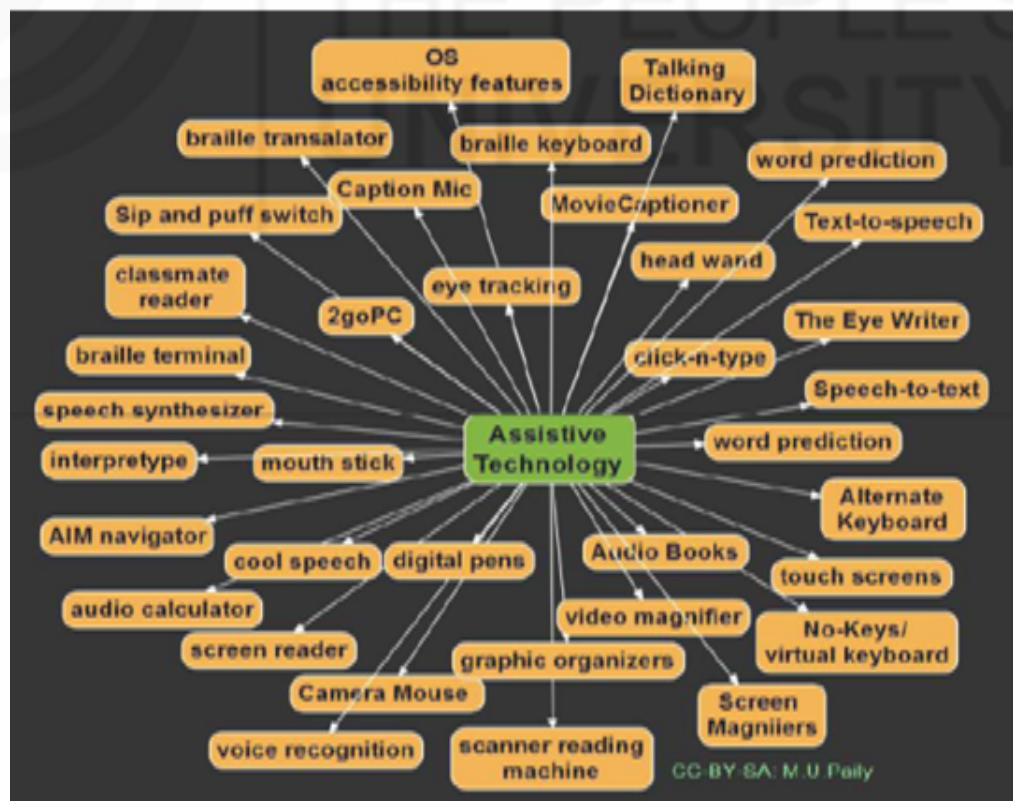 THE PEOPLE'S
UNIVERSITY
OS
accessibility features
Talking
Dictionary
braille transalator
braille keyboard
word prediction
Caption Mic
MovieCaptioner
Sip and puff switch
Text-to-speech
head wand
classmate
reader
eye tracking
2goPC
The Eye Writer
braille terminal
click-n-type
Speech-to-text
speech synthesizer
Assistive
Technology
word prediction
interpretype
mouth stick
Alternate
Keyboard
AIM navigator
cool speech
digital pens
Audio Books
touch screens
audio calculator
video magnifier
No-Keys/
virtual keyboard
screen reader
graphic organizers
Camera Mouse
Screen
Magniiers
voice recognition
scanner reading
machine
CC-BY-SA: M.U.Paily